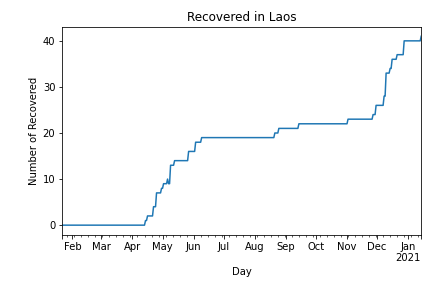 Recovered in Laos
Number of Recovered
40
30
20
10
0
Feb Mar Apr May Jun Jul Aug Sep Oct Nov Dec Jan
2021
Day